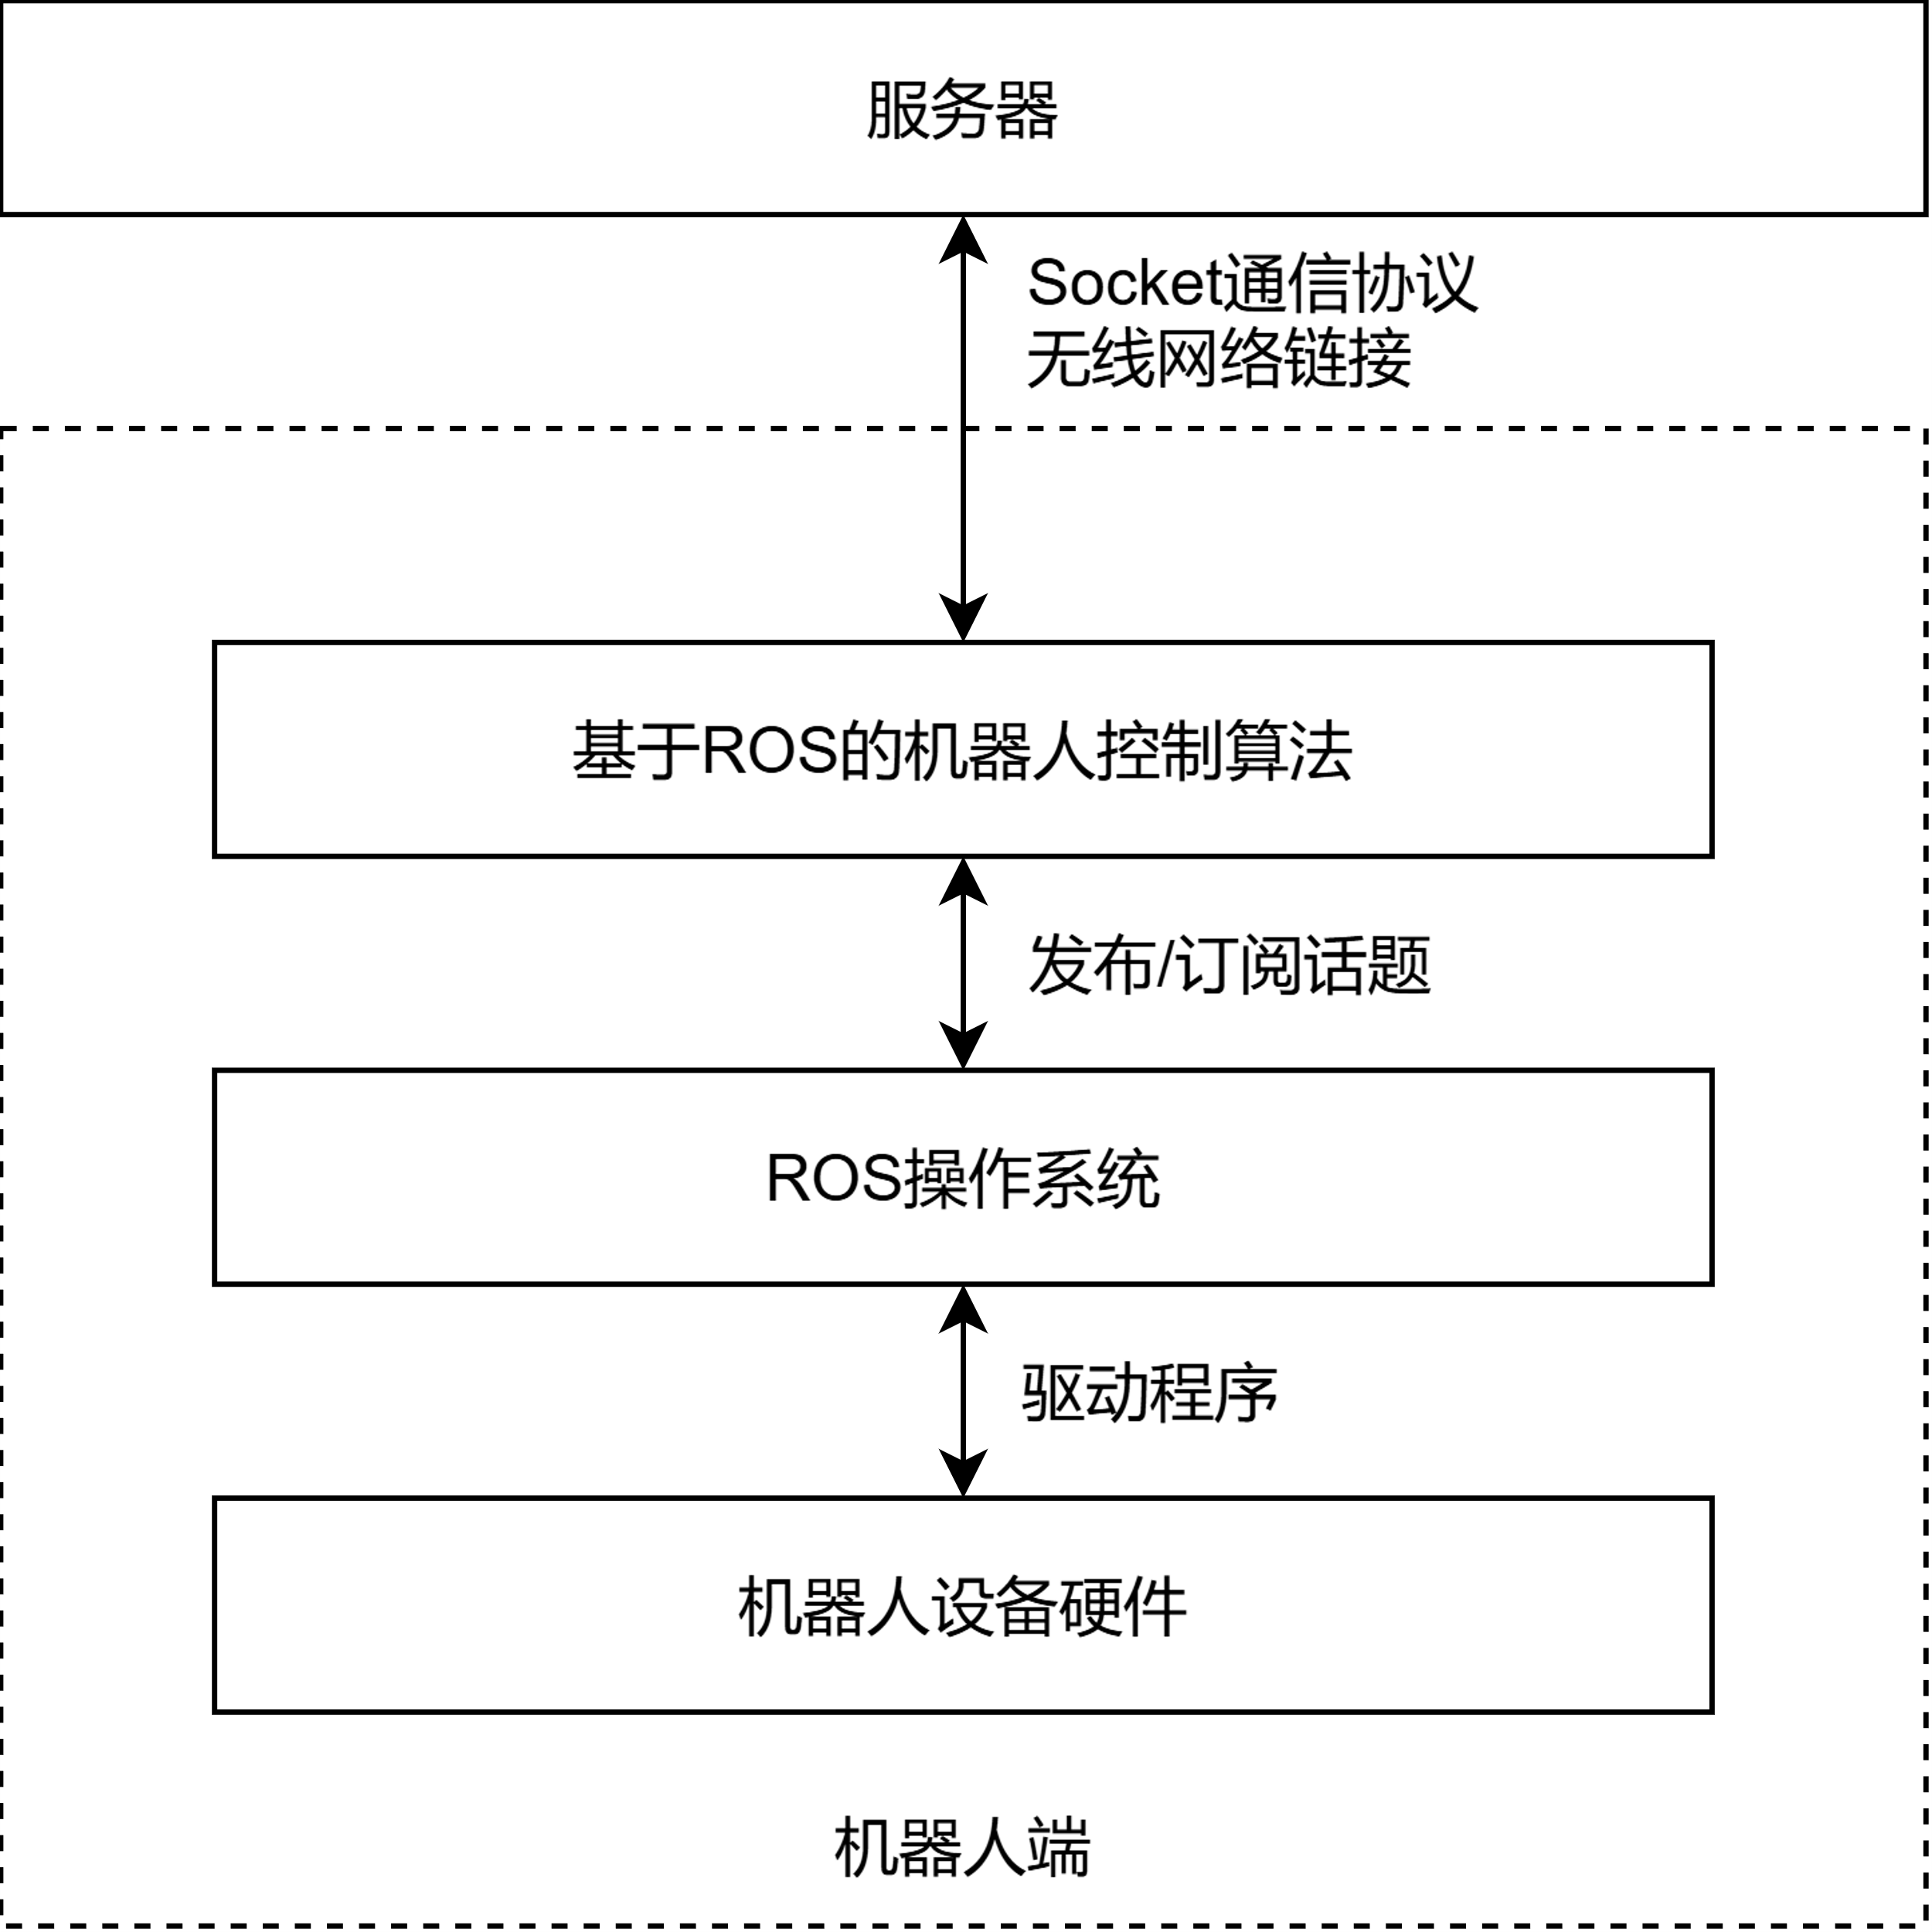 服务器
Socket通信协议
无线网络链接
基于ROS的机器人控制算法
发布/订阅话题
ROS操作系统
驱动程序
机器人设备硬件
机器人端